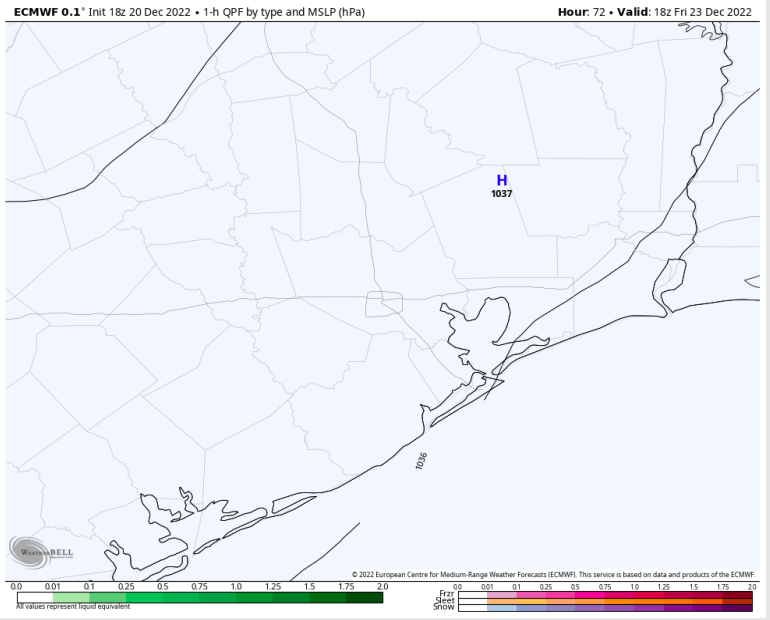 ECMWF 0.1° Init 18z 20 Dec 2022 • 1-h QPF by type and MSLP (hPa)
Hour: 72 • Valid: 18z Fri 23 Dec 2022
H
1037
1036
WEATHERBELL
© 2022 European Centre for Medium-Range Weather Forecasts (ECMWF). This service is based on data and products of the ECMWF.
0.0 0.01 0.1 0.25 0.5 0.75 1.0 1.25 1.5 1.75 2.0
All values represent liquid equivalent
0.0 0.01 0.1 0.25 0.5 0.75 1.0 1.25 1.5 1.75 2.0
Frzr
Sleet
Snow